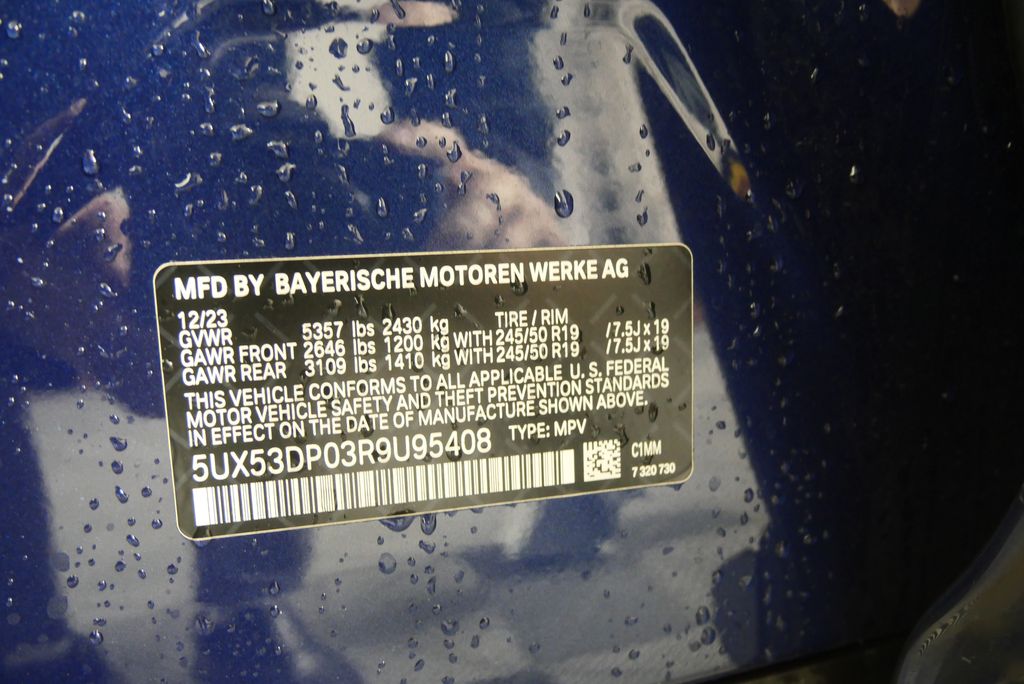 MFD BY BAYERISCHE MOTOREN WERKE AG
12/23 TIRE / RIM
GVWR 5357 lbs 2430 kg
GAWR FRONT 2646 lbs 1200 kg WITH 245/50 R19 / 7.5J x 19
GAWR REAR 3109 lbs 1410 kg WITH 245/50 R19 / 7.5J x 19
THIS VEHICLE CONFORMS TO ALL APPLICABLE U. S. FEDERAL
MOTOR VEHICLE SAFETY AND THEFT PREVENTION STANDARDS
IN EFFECT ON THE DATE OF MANUFACTURE SHOWN ABOVE.
5UX53DP03R9U95408 TYPE: MPV
C1MM
7 320 730